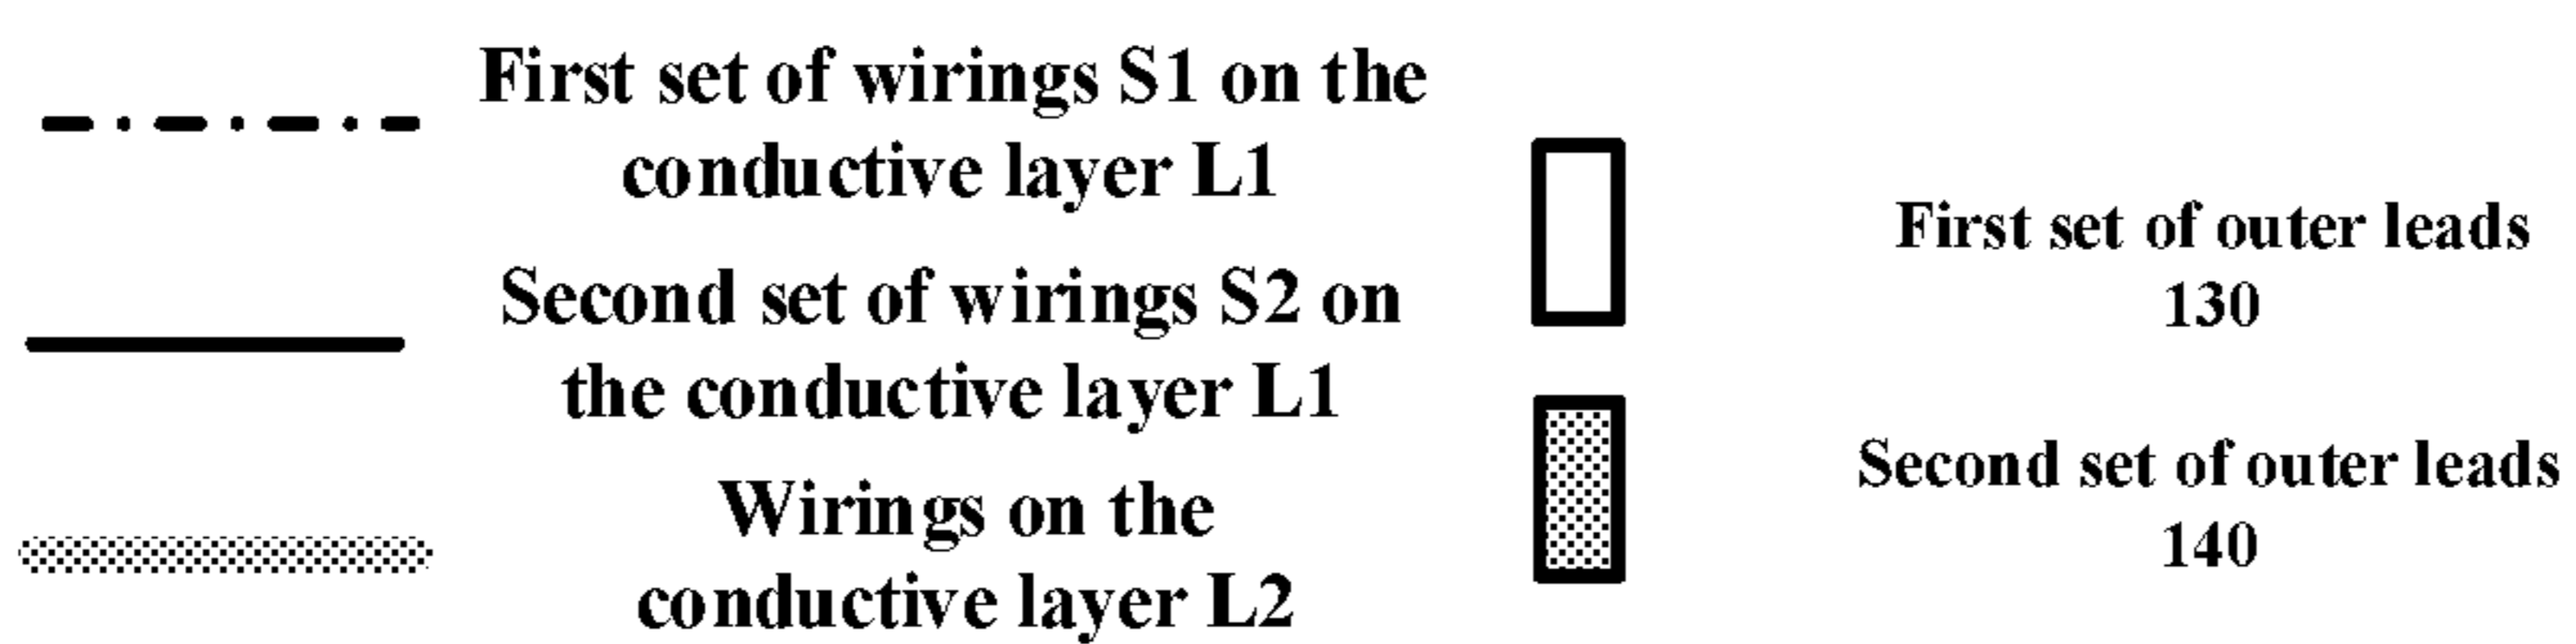 First set of wirings S1 on the
conductive layer L1
Second set of wirings S2 on
the conductive layer L1
Wirings on the
conductive layer L2
First set of outer leads
130
Second set of outer leads
140